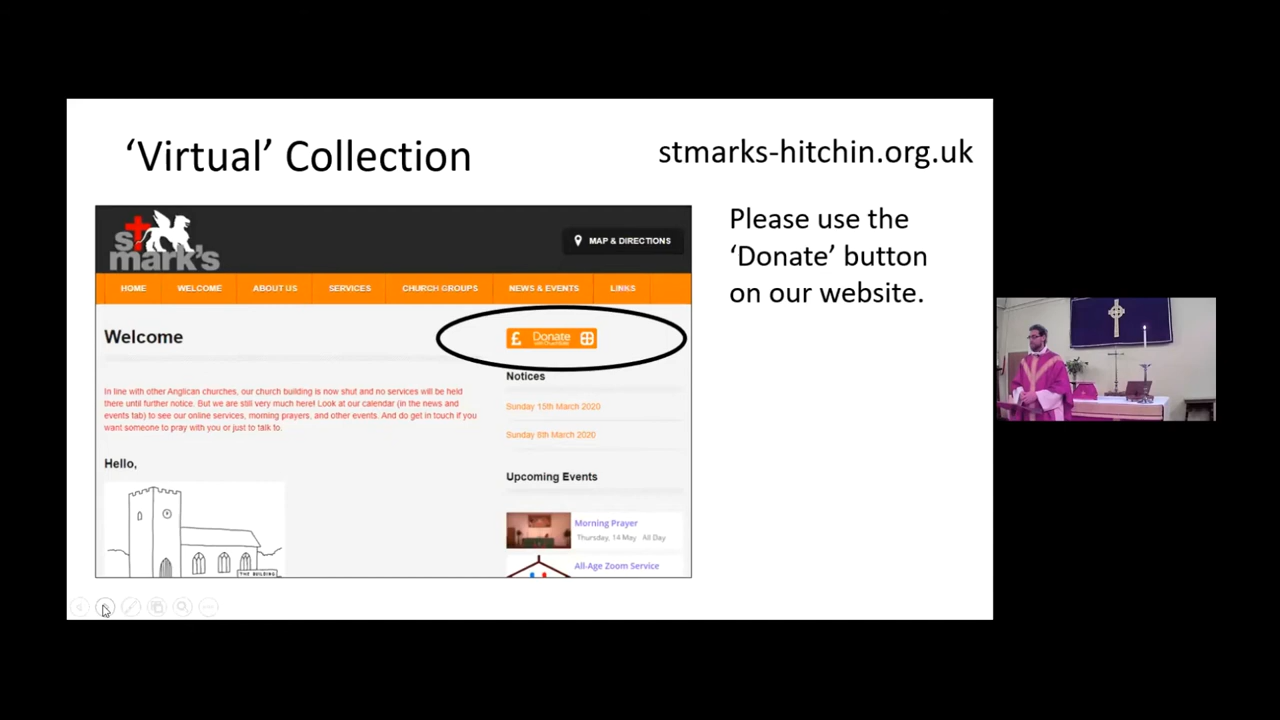 ‘Virtual’ Collection
stmarks-hitchin.org.uk
Please use the
‘Donate’ button
on our website.
st mark's
MAP & DIRECTIONS
HOME WELCOME ABOUT US SERVICES CHURCH GROUPS NEWS & EVENTS LINKS
Welcome
£ Donate
In line with other Anglican churches, our church building is now shut and no services will be held
there until further notice. But we are still very much here! Look at our calendar (in the news and
events tab) to see our online services, morning prayers, and other events. And do get in touch if you
want someone to pray with you or just to talk to.
Hello,
THE BUILDING
Notices
Sunday 15th March 2020
Sunday 8th March 2020
Upcoming Events
Morning Prayer
Thursday, 14 May All Day
All-Age Zoom Service